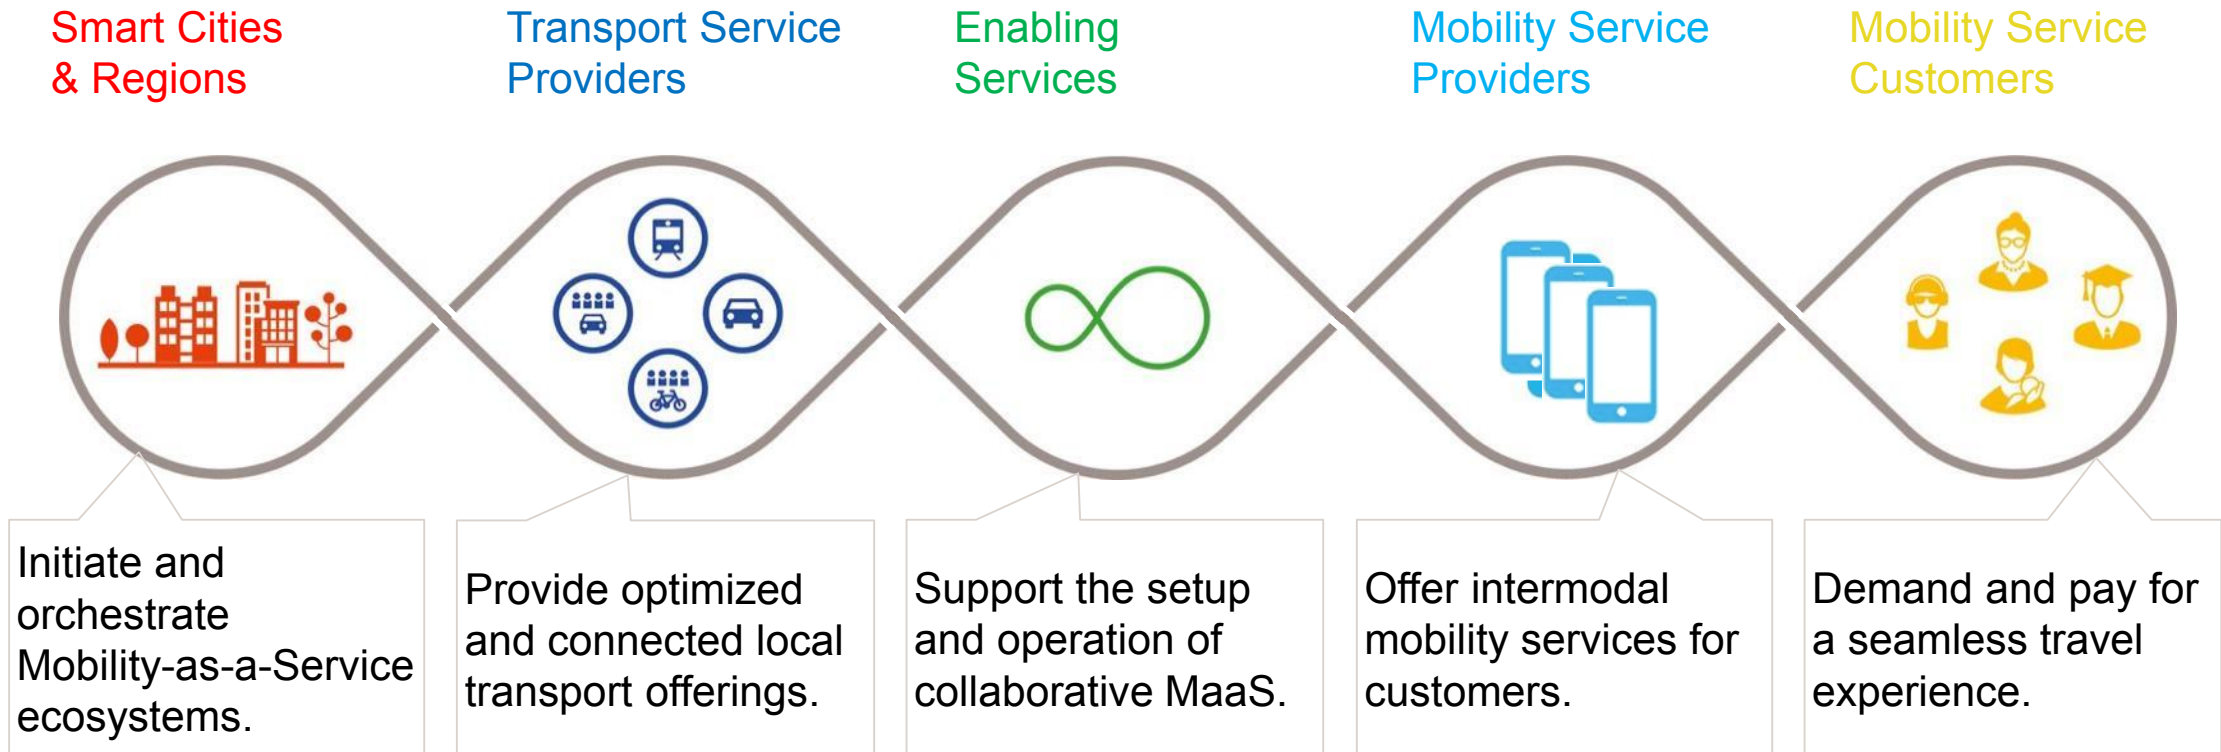 Smart Cities
& Regions
Transport Service
Providers
Enabling
Services
Mobility Service
Providers
Mobility Service
Customers
Initiate and
orchestrate
Mobility-as-a-Service
ecosystems.
Provide optimized
and connected local
transport offerings.
Support the setup
and operation of
collaborative MaaS.
Offer intermodal
mobility services for
customers.
Demand and pay for
a seamless travel
experience.